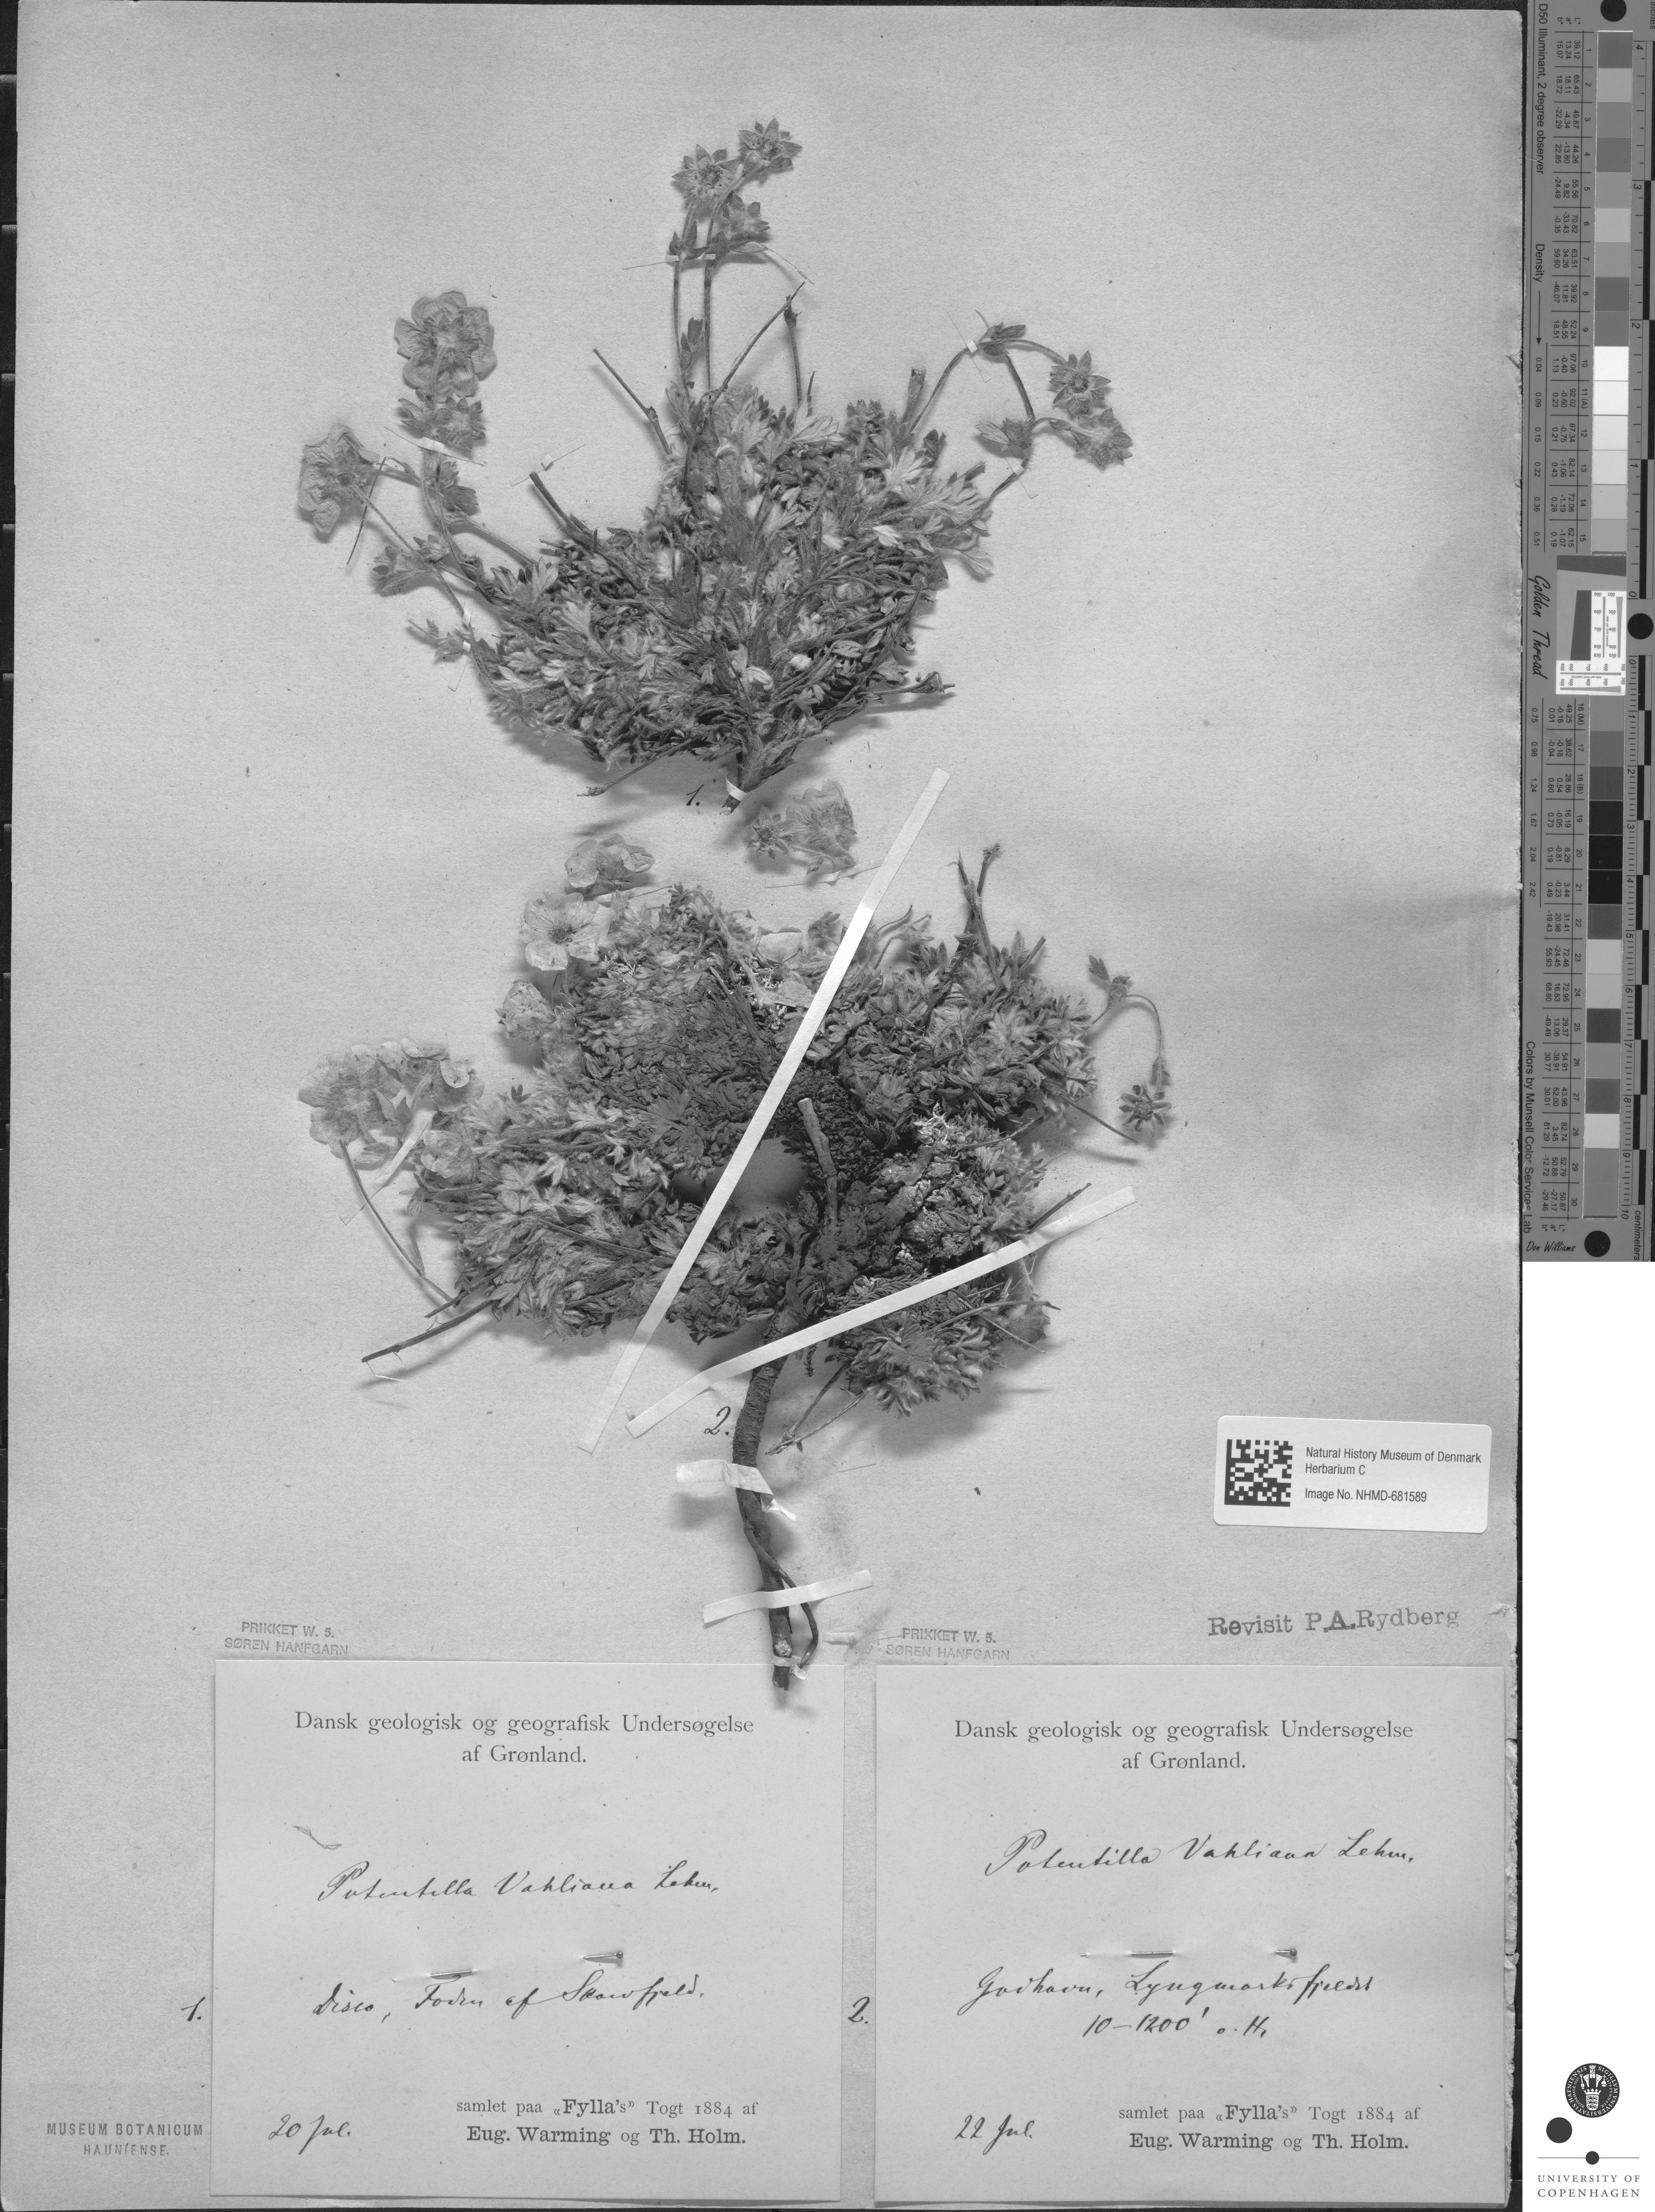 1.
2.
Natural History Museum of Denmark
Herbarium C
Image No. NHMD-681589
Revisit P.A.Rydberg
PRIKKET W. 5.
SØREN HANFGARN
PRIKKET W. 5.
SØREN HANFGARN
Dansk geologisk og geografisk Undersøgelse
af Grønland.
Potentilla Vahliana Lehm.
1.
Disco, Foden af Skarvfjeld.
20 Jul.
samlet paa «Fylla's» Togt 1884 af
Eug. Warming og Th. Holm.
Dansk geologisk og geografisk Undersøgelse
af Grønland.
Potentilla Vahliana Lehm.
2.
Godhavn, Lyngmarksfjeldet
10–1200' o. H.
22 Jul.
samlet paa «Fylla's» Togt 1884 af
Eug. Warming og Th. Holm.
MUSEUM BOTANICUM
HAUNIENSE.
D50 Illuminant, 2 degree observer
Density
Golden Thread
Colors by Munsell Color Services Lab
Don Williams
centimeters
UNIVERSITY OF
COPENHAGEN